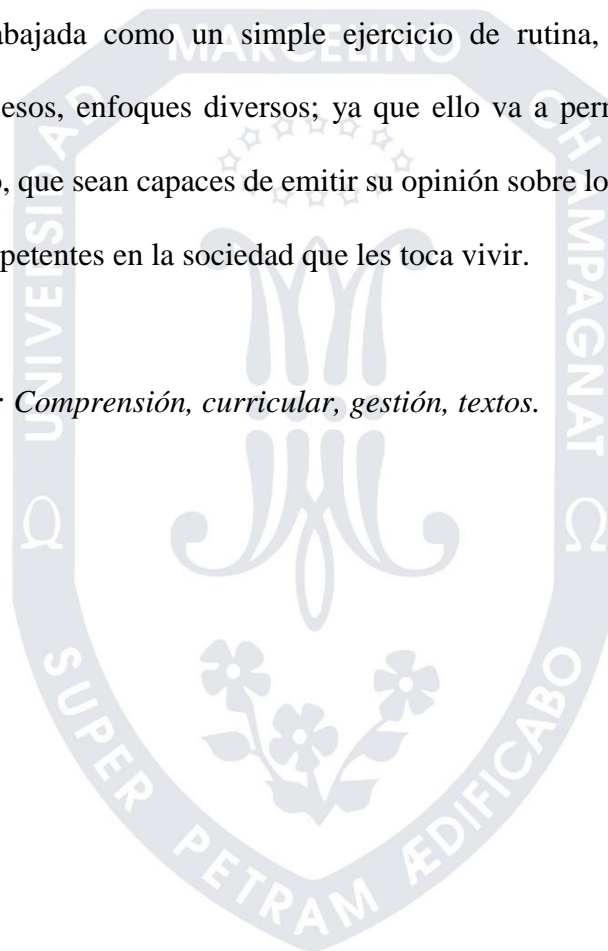 abajada como un simple ejercicio de rutina,
esos, enfoques diversos; ya que ello va a perm
, que sean capaces de emitir su opinión sobre lo
petentes en la sociedad que les toca vivir.
: Comprensión, curricular, gestión, textos.
UNIVERSIDAD MARCELINO CHAMPAGNAT
Ω Ω
SUPER PETRAM ÆDIFICABO